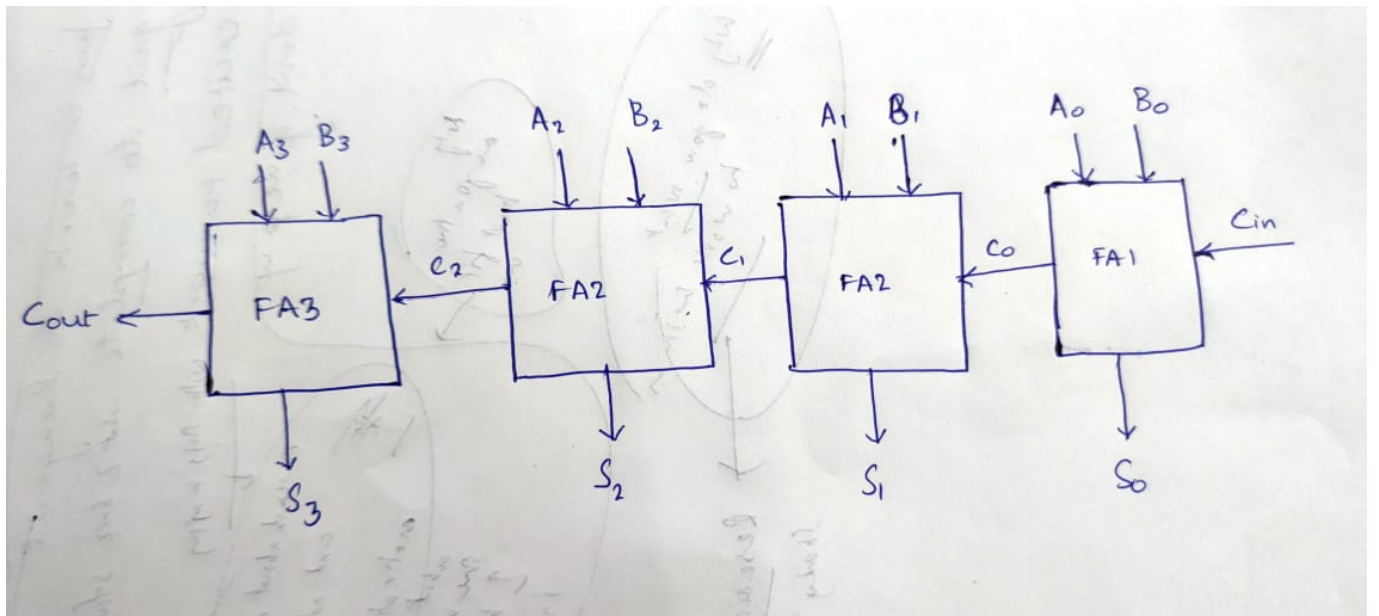 A3 B3 A2 B2 A1 B1 A0 B0
Cout FA3 C2 FA2 C1 FA2 C0 FA1 Cin
S3 S2 S1 S0